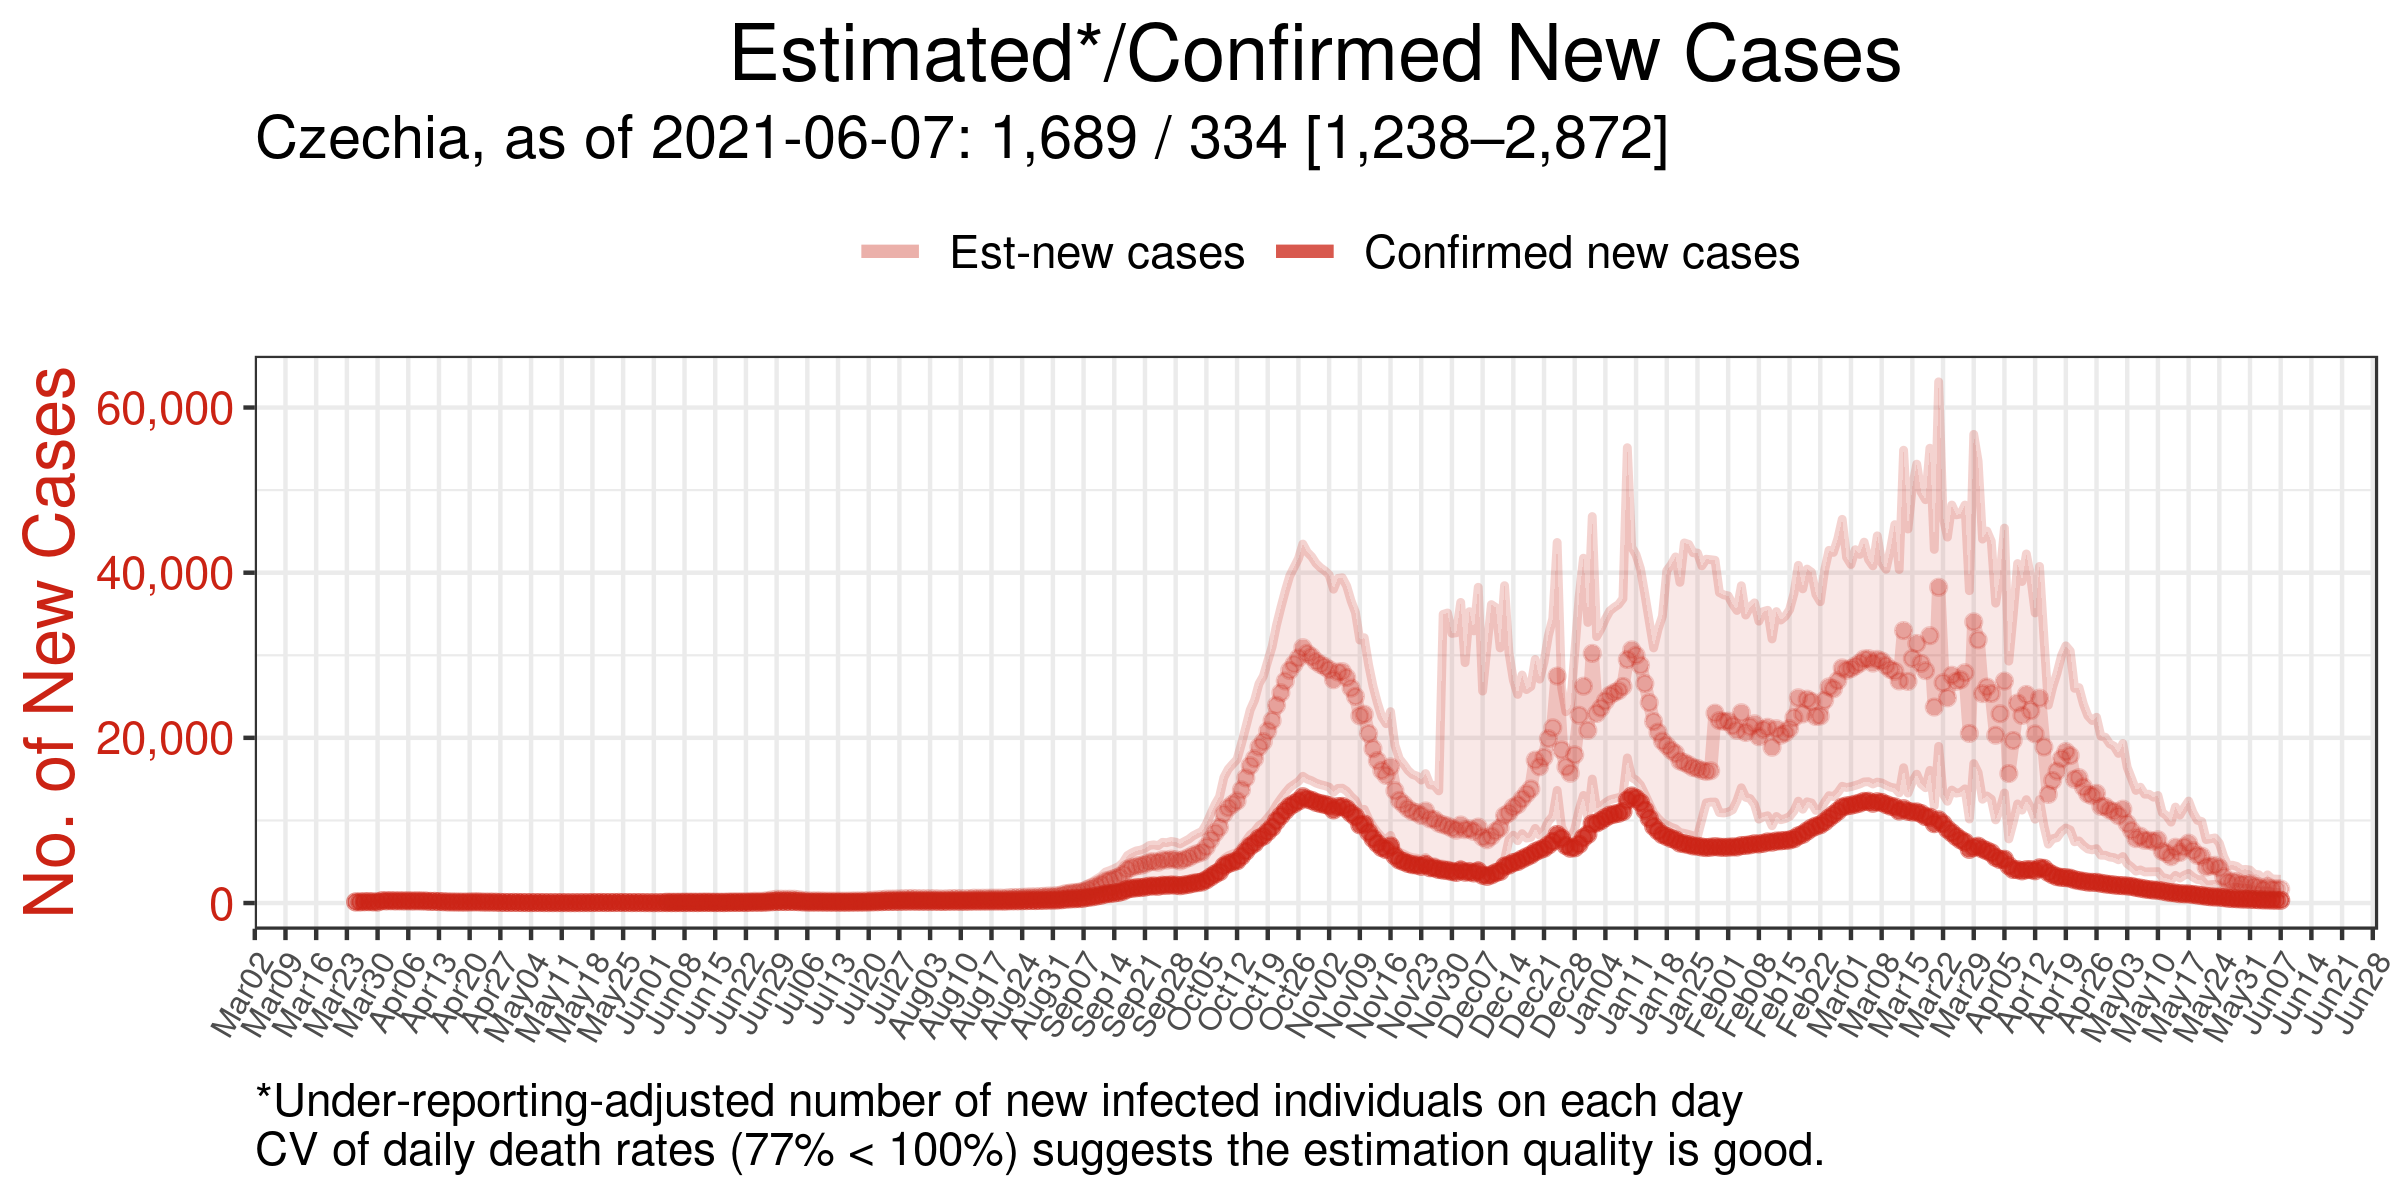 Estimated*/Confirmed New Cases
Czechia, as of 2021-06-07: 1,689 / 334 [1,238–2,872]
Est-new cases
Confirmed new cases
No. of New Cases
60,000
40,000
20,000
0
Mar02
Mar09
Mar16
Mar23
Mar30
Apr06
Apr13
Apr20
Apr27
May04
May11
May18
May25
Jun01
Jun08
Jun15
Jun22
Jun29
Jul06
Jul13
Jul20
Jul27
Aug03
Aug10
Aug17
Aug24
Aug31
Sep07
Sep14
Sep21
Sep28
Oct05
Oct12
Oct19
Oct26
Nov02
Nov09
Nov16
Nov23
Nov30
Dec07
Dec14
Dec21
Dec28
Jan04
Jan11
Jan18
Jan25
Feb01
Feb08
Feb15
Feb22
Mar01
Mar08
Mar15
Mar22
Mar29
Apr05
Apr12
Apr19
Apr26
May03
May10
May17
May24
May31
Jun07
Jun14
Jun21
Jun28
*Under-reporting-adjusted number of new infected individuals on each day
CV of daily death rates (77% < 100%) suggests the estimation quality is good.